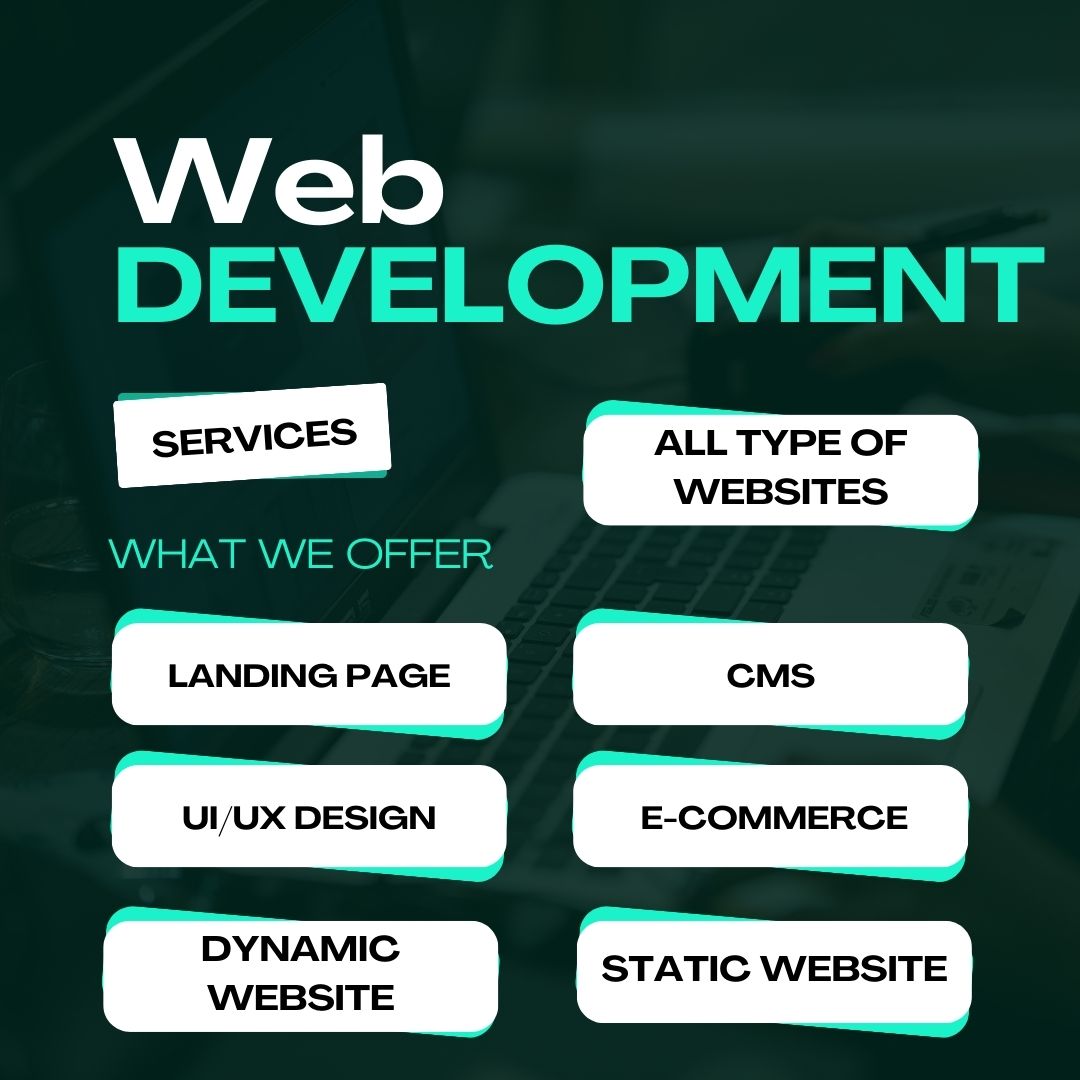 Web
DEVELOPMENT
SERVICES
ALL TYPE OF
WEBSITES
WHAT WE OFFER
LANDING PAGE
CMS
UI/UX DESIGN
E-COMMERCE
DYNAMIC
WEBSITE
STATIC WEBSITE